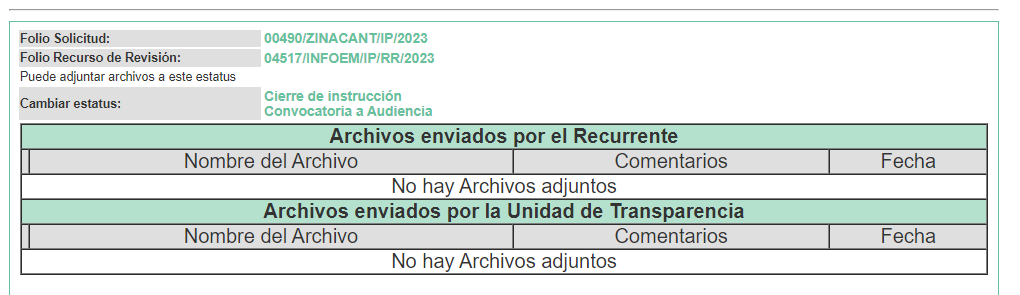 Folio Solicitud: 00490/ZINACANT/IP/2023
Folio Recurso de Revisión: 04517/INFOEM/IP/RR/2023
Puede adjuntar archivos a este estatus
Cambiar estatus: Cierre de instrucción
Convocatoria a Audiencia
Archivos enviados por el Recurrente
Nombre del Archivo Comentarios Fecha
No hay Archivos adjuntos
Archivos enviados por la Unidad de Transparencia
Nombre del Archivo Comentarios Fecha
No hay Archivos adjuntos